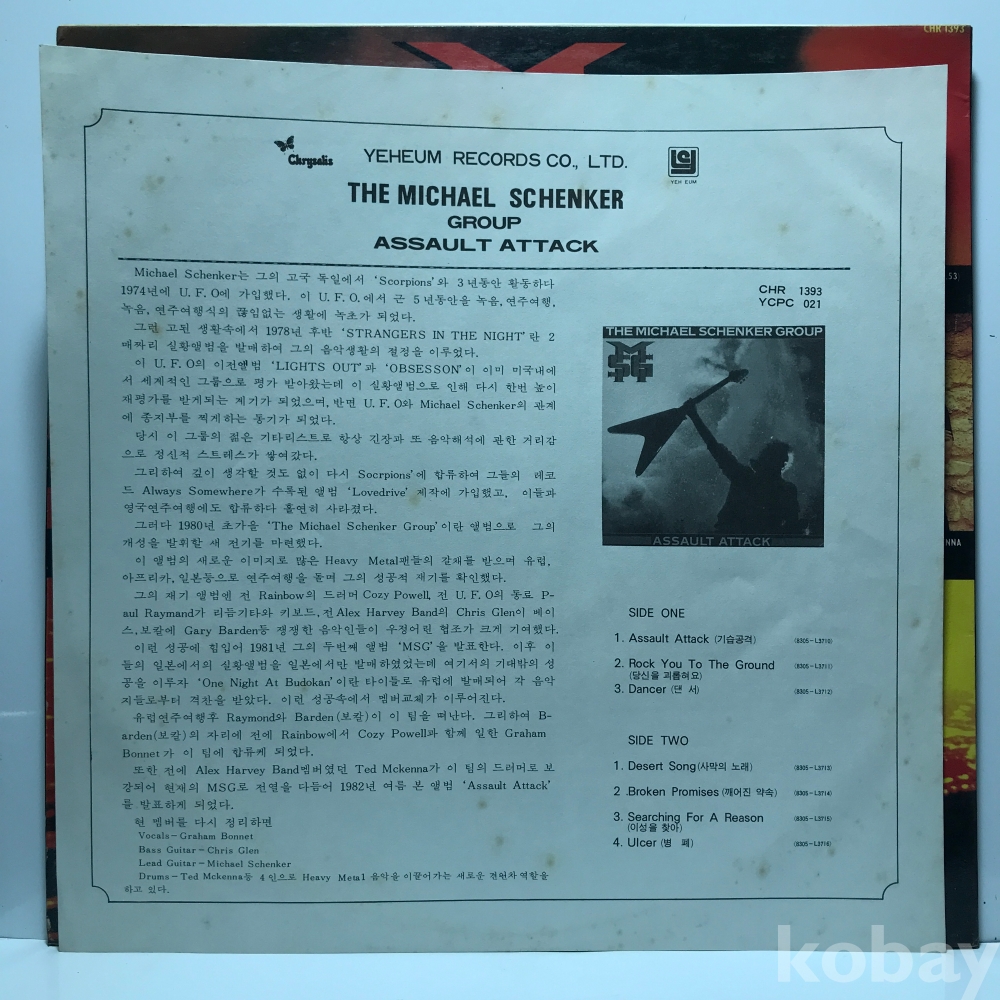 CHR 1393
Chrysalis
YEHEUM RECORDS CO., LTD.
YEH EUM
THE MICHAEL SCHENKER
GROUP
ASSAULT ATTACK
Michael Schenker는 그의 고국 독일에서 ‘Scorpions’와 3년동안 활동하다
1974년에 U. F. O에 가입했다. 이 U. F. O. 에서 근 5년동안을 녹음, 연주여행,
녹음, 연주여행식의 끊임없는 생활에 녹초가 되었다.
그런 고된 생활속에서 1978년 후반 ‘STRANGERS IN THE NIGHT’란 2
매짜리 실황앨범을 발매하여 그의 음악생활의 절정을 이루었다.
이 U. F. O의 이전앨범 ‘LIGHTS OUT’과 ‘OBSESSON’이 이미 미국내에
서 세계적인 그룹으로 평가 받아왔는데 이 실황앨범으로 인해 다시 한번 높이
재평가를 받게되는 계기가 되었으며, 반면 U. F. O와 Michael Schenker의 관계
에 종지부를 찍게하는 동기가 되었다.
당시 이 그룹의 젊은 기타리스트로 항상 긴장과 또 음악해석에 관한 거리감
으로 정신적 스트레스가 쌓여갔다.
그리하여 깊이 생각할 것도 없이 다시 Socrpions’에 합류하여 그들의 레코
드 Always Somewhere가 수록된 앨범 ‘Lovedrive’ 제작에 가입했고, 이들과
영국연주여행에도 합류하다 홀연히 사라졌다.
그러다 1980년 초가을 ‘The Michael Schenker Group’이란 앨범으로 그의
개성을 발휘할 새 전기를 마련했다.
이 앨범의 새로운 이미지로 많은 Heavy Metal팬들의 갈채를 받으며 유럽,
아프리카, 일본등으로 연주여행을 돌며 그의 성공적 재기를 확인했다.
그의 재기 앨범엔 전 Rainbow의 드러머 Cozy Powell, 전 U. F. O의 동료 P-
aul Raymand가 리듬기타와 키보드, 전 Alex Harvey Band의 Chris Glen이 베이
스, 보칼에 Gary Barden등 쟁쟁한 음악인들이 우정어린 협조가 크게 기여했다.
이런 성공에 힘입어 1981년 그의 두번째 앨범 ‘MSG’을 발표한다. 이후 이
들의 일본에서의 실황앨범을 일본에서만 발매하였었는데 여기서의 기대밖의 성
공을 이루자 ‘One Night At Budokan’이란 타이틀로 유럽에 발매되어 각 음악
지들로부터 격찬을 받았다. 이런 성공속에서 멤버교체가 이루어진다.
유럽연주여행후 Raymond와 Barden(보칼)이 이 팀을 떠난다. 그리하여 B-
arden(보칼)의 자리에 전에 Rainbow에서 Cozy Powell과 함께 일한 Graham
Bonnet가 이 팀에 합류케 되었다.
또한 전에 Alex Harvey Band멤버였던 Ted Mckenna가 이 팀의 드러머로 보
강되어 현재의 MSG로 전열을 다듬어 1982년 여름 본 앨범 ‘Assault Attack’
를 발표하게 되었다.
현 멤버를 다시 정리하면
Vocals－Graham Bonnet
Bass Guitar－Chris Glen
Lead Guitar－Michael Schenker
Drums－Ted Mckenna등 4인으로 Heavy Metal 음악을 이끌어가는 새로운 전원차 역할을
하고 있다.
CHR 1393
YCPC 021
THE MICHAEL SCHENKER GROUP
MSG
ASSAULT ATTACK
SIDE ONE
1. Assault Attack (기습공격) (8305-L3710)
2. Rock You To The Ground (8305-L3711)
(당신을 괴롭혀요)
3. Dancer (댄 서) (8305-L3712)
SIDE TWO
1. Desert Song(사막의 노래) (8305-L3713)
2 .Broken Promises (깨어진 약속) (8305-L3714)
3. Searching For A Reason (8305-L3715)
(이성을 찾아)
4. Ulcer (병 폐) (8305-L3716)
53)
NNA
kobay